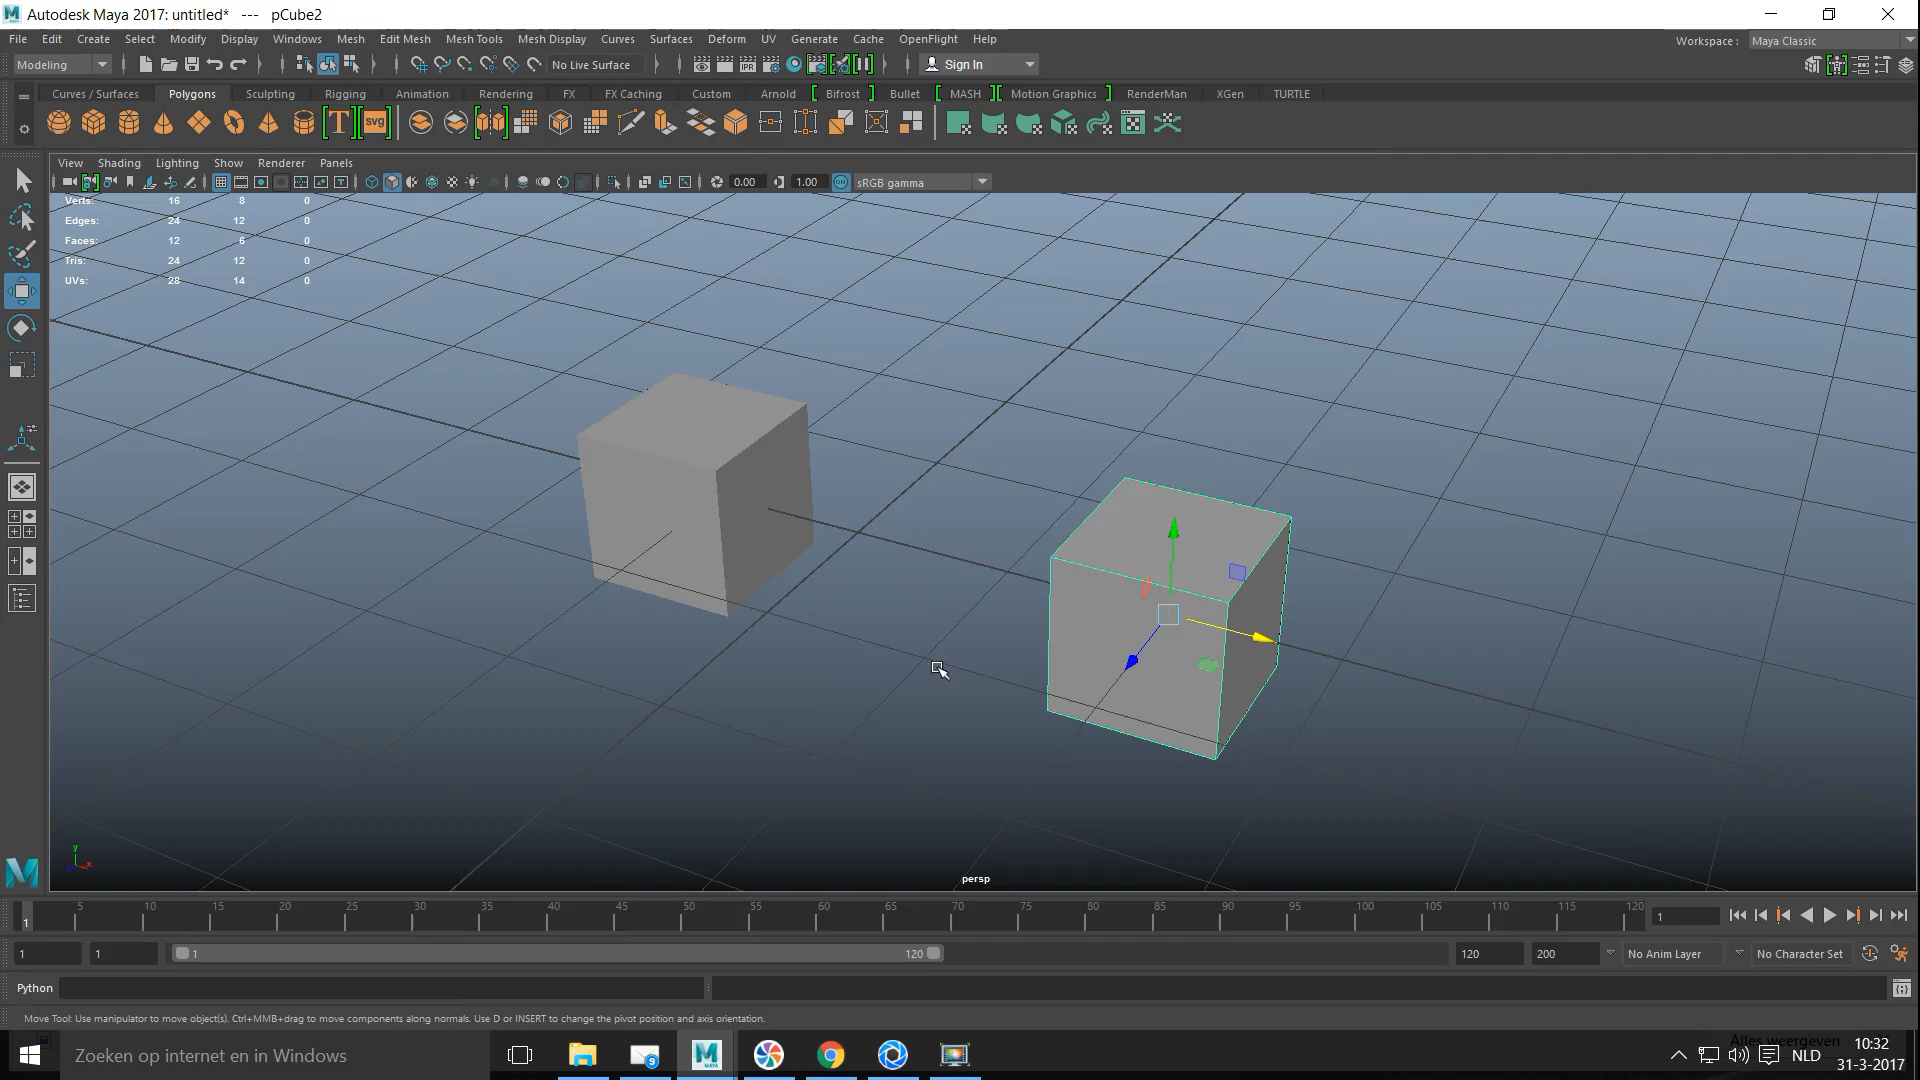 Autodesk Maya 2017: untitled* --- pCube2
File Edit Create Select Modify Display Windows Mesh Edit Mesh Mesh Tools Mesh Display Curves Surfaces Deform UV Generate Cache OpenFlight Help
Workspace : Maya Classic
Modeling No Live Surface IPR Sign In
Curves / Surfaces Polygons Sculpting Rigging Animation Rendering FX FX Caching Custom Arnold Bifrost Bullet MASH Motion Graphics RenderMan XGen TURTLE
T SVG
View Shading Lighting Show Renderer Panels
0.00 1.00 ON sRGB gamma
Verts: 16 8 0
Edges: 24 12 0
Faces: 12 6 0
Tris: 24 12 0
UVs: 28 14 0
y
x
persp
5 10 15 20 25 30 35 40 45 50 55 60 65 70 75 80 85 90 95 100 105 110 115 120
1 1
1 1 1 120 120 200 No Anim Layer No Character Set
Python
Move Tool: Use manipulator to move object(s). Ctrl+MMB+drag to move components along normals. Use D or INSERT to change the pivot position and axis orientation.
Alles weergeven
Zoeken op internet en in Windows
9
MAYA
NLD
10:32
31-3-2017